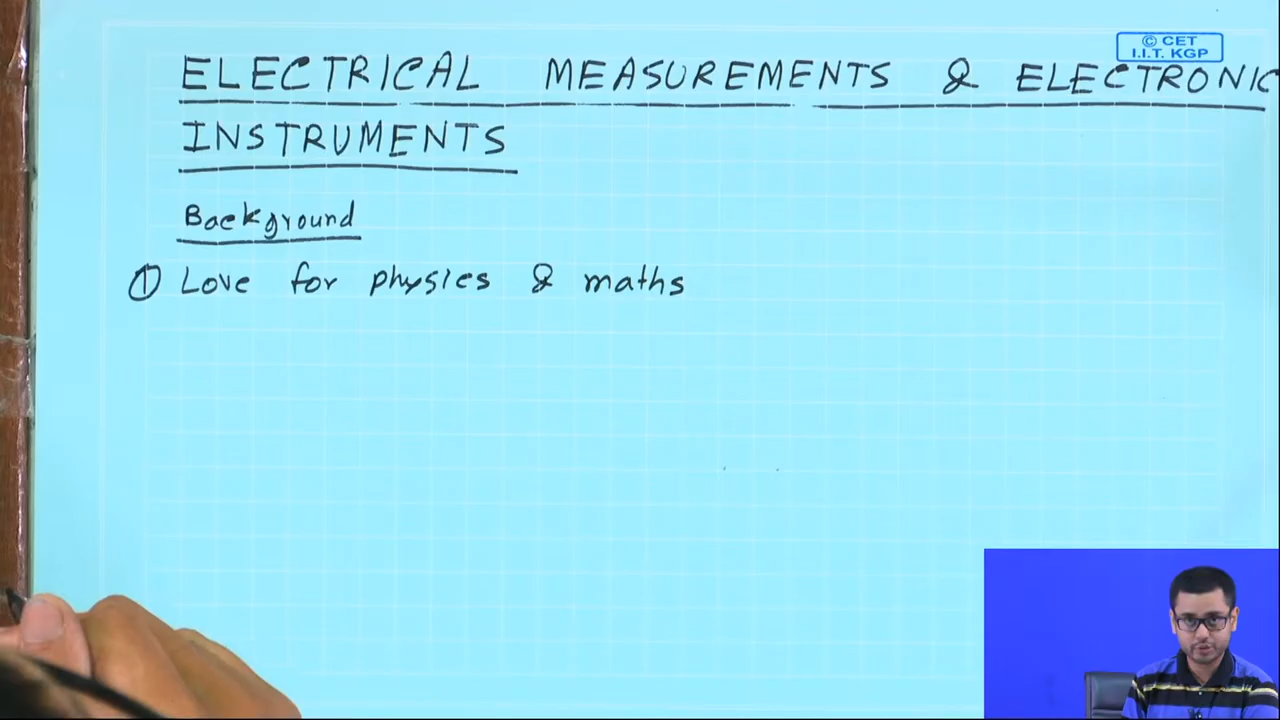 © CET
I.I.T. KGP
ELECTRICAL MEASUREMENTS & ELECTRONIC
INSTRUMENTS
Background
① Love for physics & maths